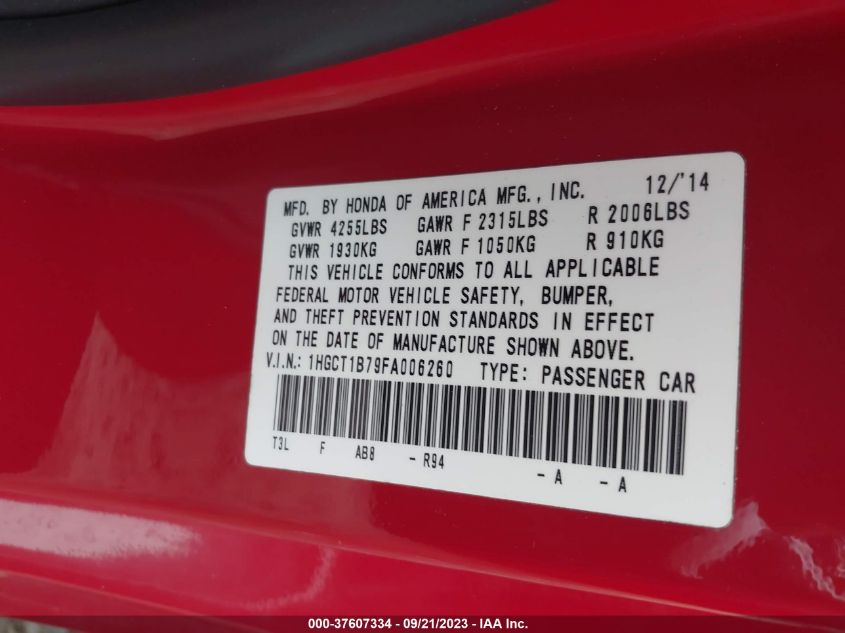 MFD. BY HONDA OF AMERICA MFG., INC. 12/'14
GVWR 4255LBS GAWR F 2315LBS R 2006LBS
GVWR 1930KG GAWR F 1050KG R 910KG
THIS VEHICLE CONFORMS TO ALL APPLICABLE
FEDERAL MOTOR VEHICLE SAFETY, BUMPER,
AND THEFT PREVENTION STANDARDS IN EFFECT
ON THE DATE OF MANUFACTURE SHOWN ABOVE.
V.I.N.: 1HGCT1B79FA006260 TYPE: PASSENGER CAR
T3L F AB8 - R94 - A - A
000-37607334 - 09/21/2023 - IAA Inc.